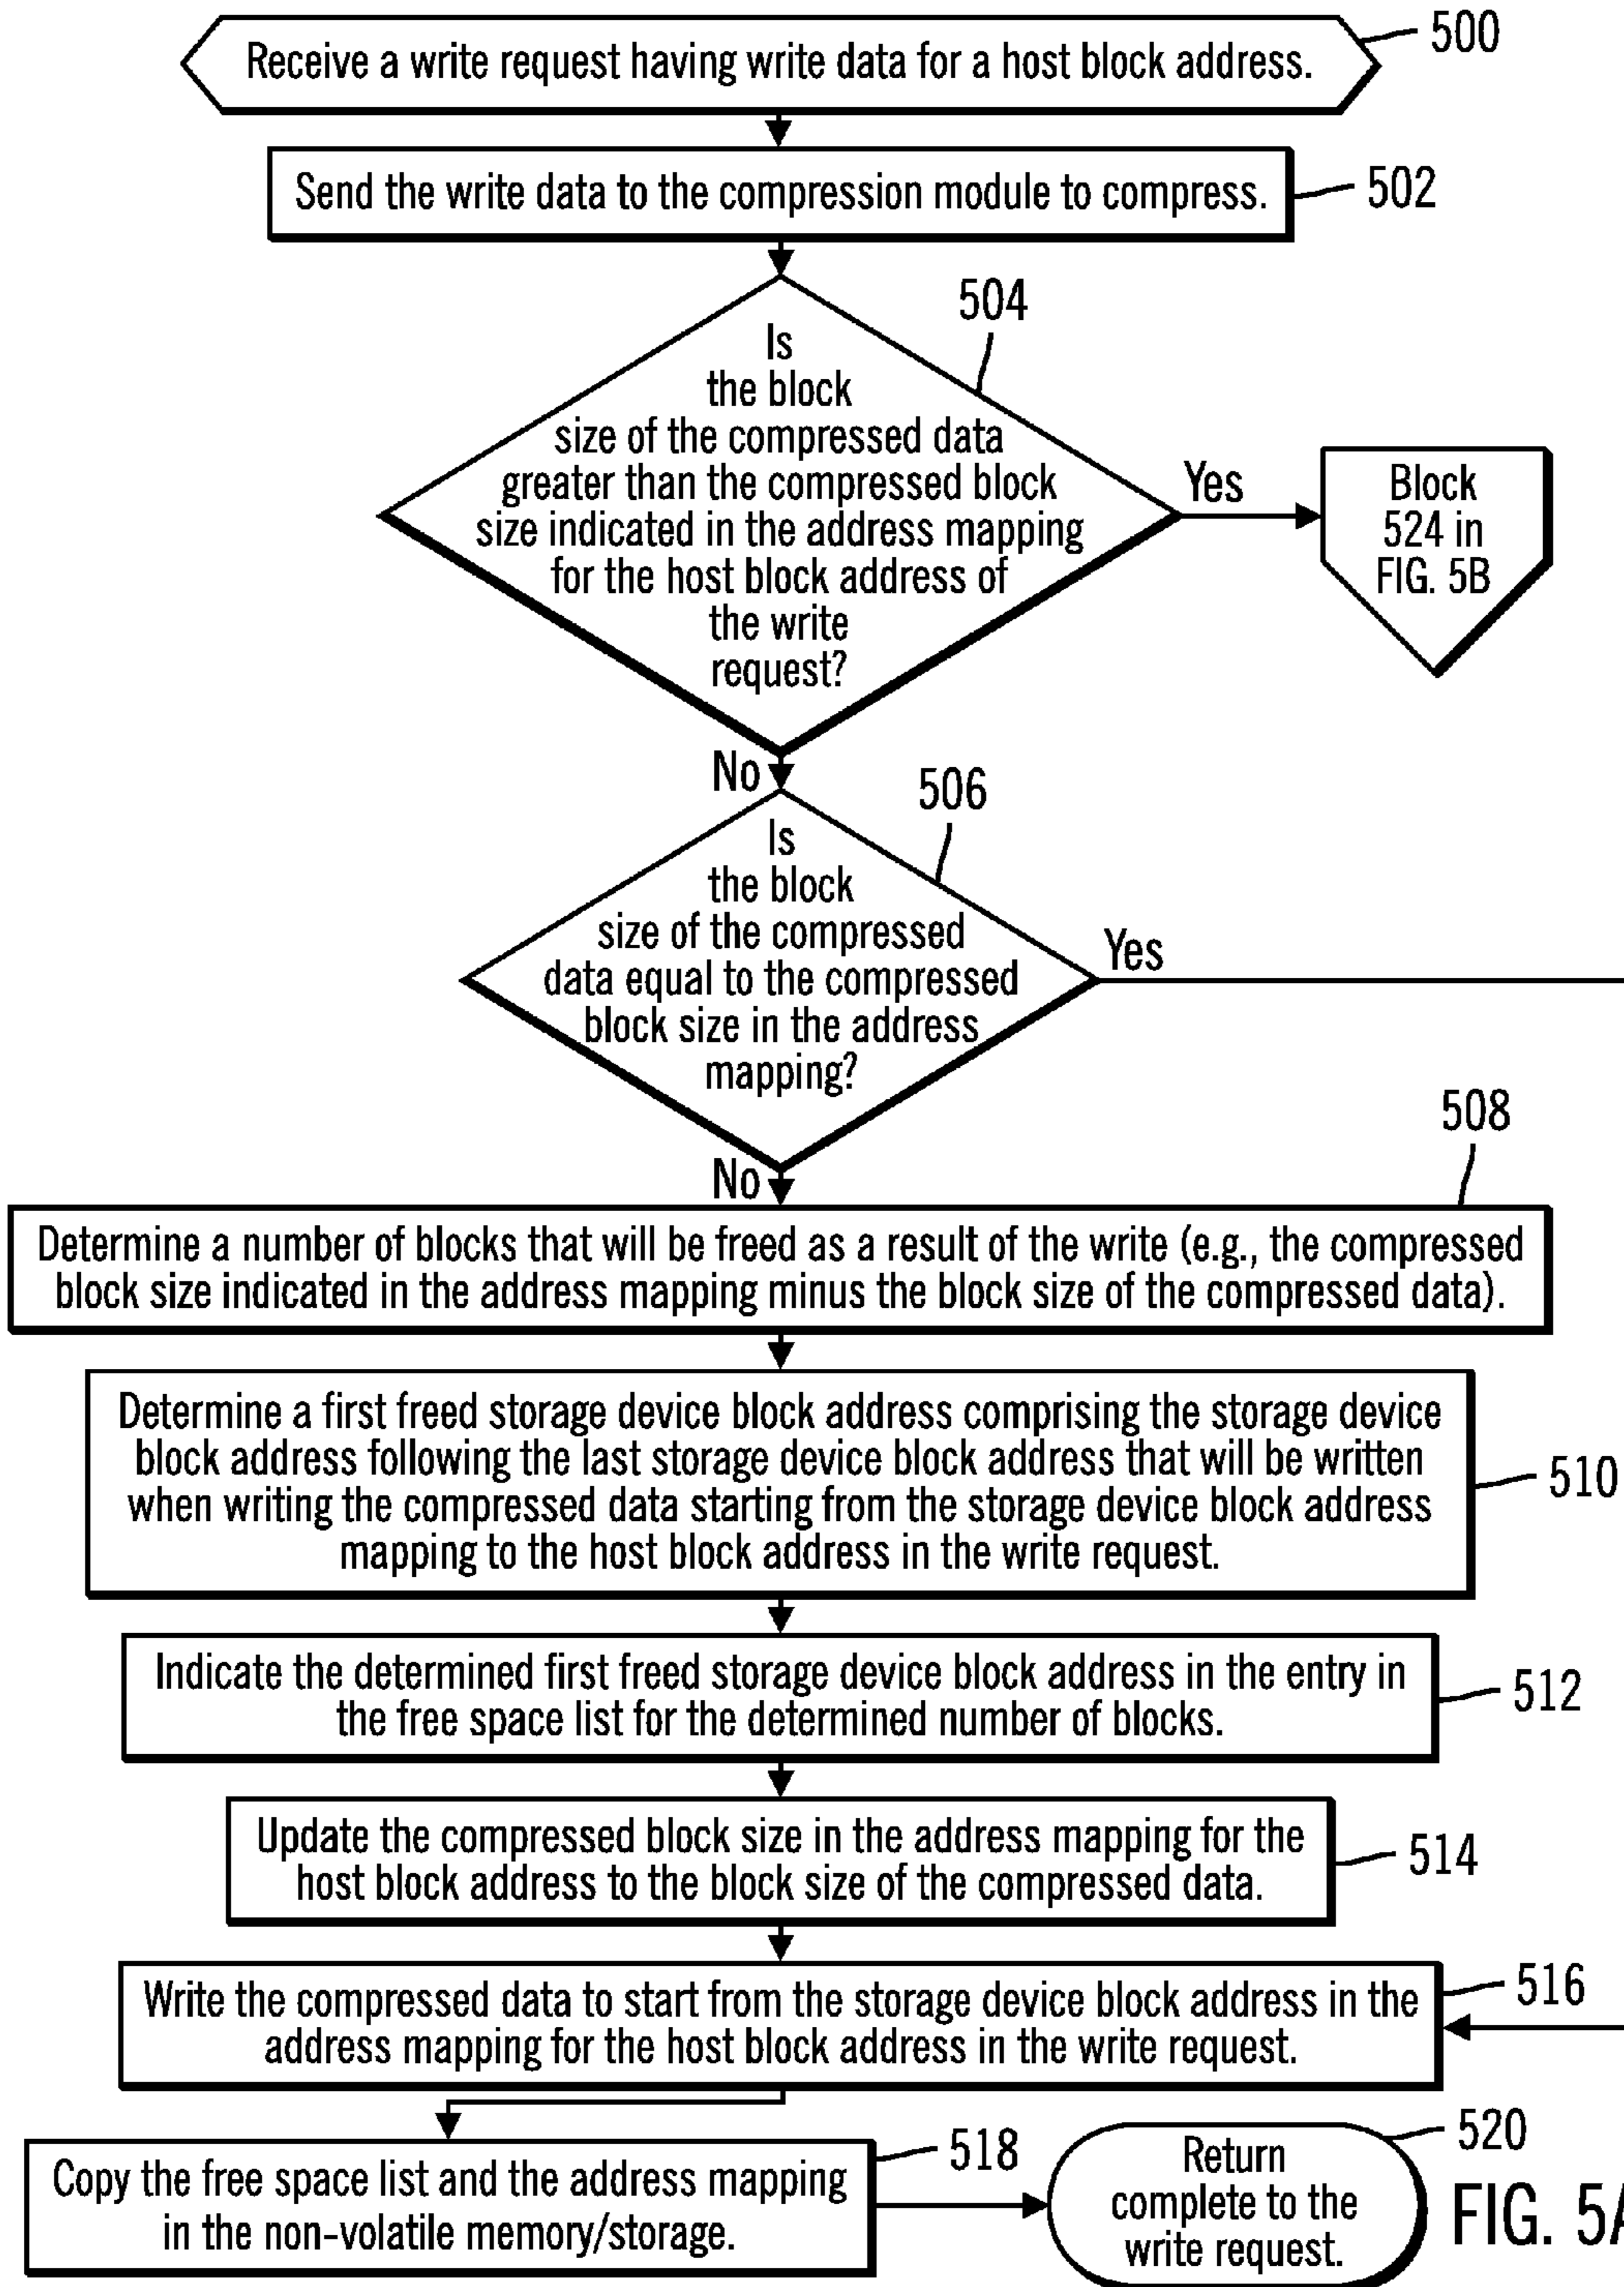 Receive a write request having write data for a host block address.
500
Send the write data to the compression module to compress.
502
504
Is
the block
size of the compressed data
greater than the compressed block
size indicated in the address mapping
for the host block address of
the write
request?
Yes
Block
524 in
FIG. 5B
No
506
Is
the block
size of the compressed
data equal to the compressed
block size in the address
mapping?
Yes
No
508
Determine a number of blocks that will be freed as a result of the write (e.g., the compressed
block size indicated in the address mapping minus the block size of the compressed data).
Determine a first freed storage device block address comprising the storage device
block address following the last storage device block address that will be written
when writing the compressed data starting from the storage device block address
mapping to the host block address in the write request.
510
Indicate the determined first freed storage device block address in the entry in
the free space list for the determined number of blocks.
512
Update the compressed block size in the address mapping for the
host block address to the block size of the compressed data.
514
Write the compressed data to start from the storage device block address in the
address mapping for the host block address in the write request.
516
Copy the free space list and the address mapping
in the non-volatile memory/storage.
518
Return
complete to the
write request.
520
FIG. 5A